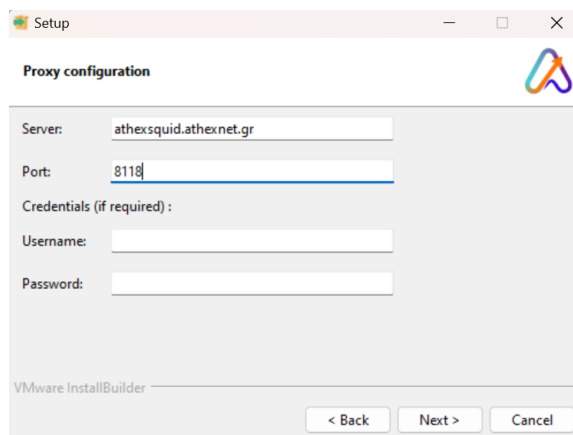 Setup
Proxy configuration
Server: athexsquid.athexnet.gr
Port: 8118
Credentials (if required) :
Username:
Password:
VMware InstallBuilder
< Back Next > Cancel